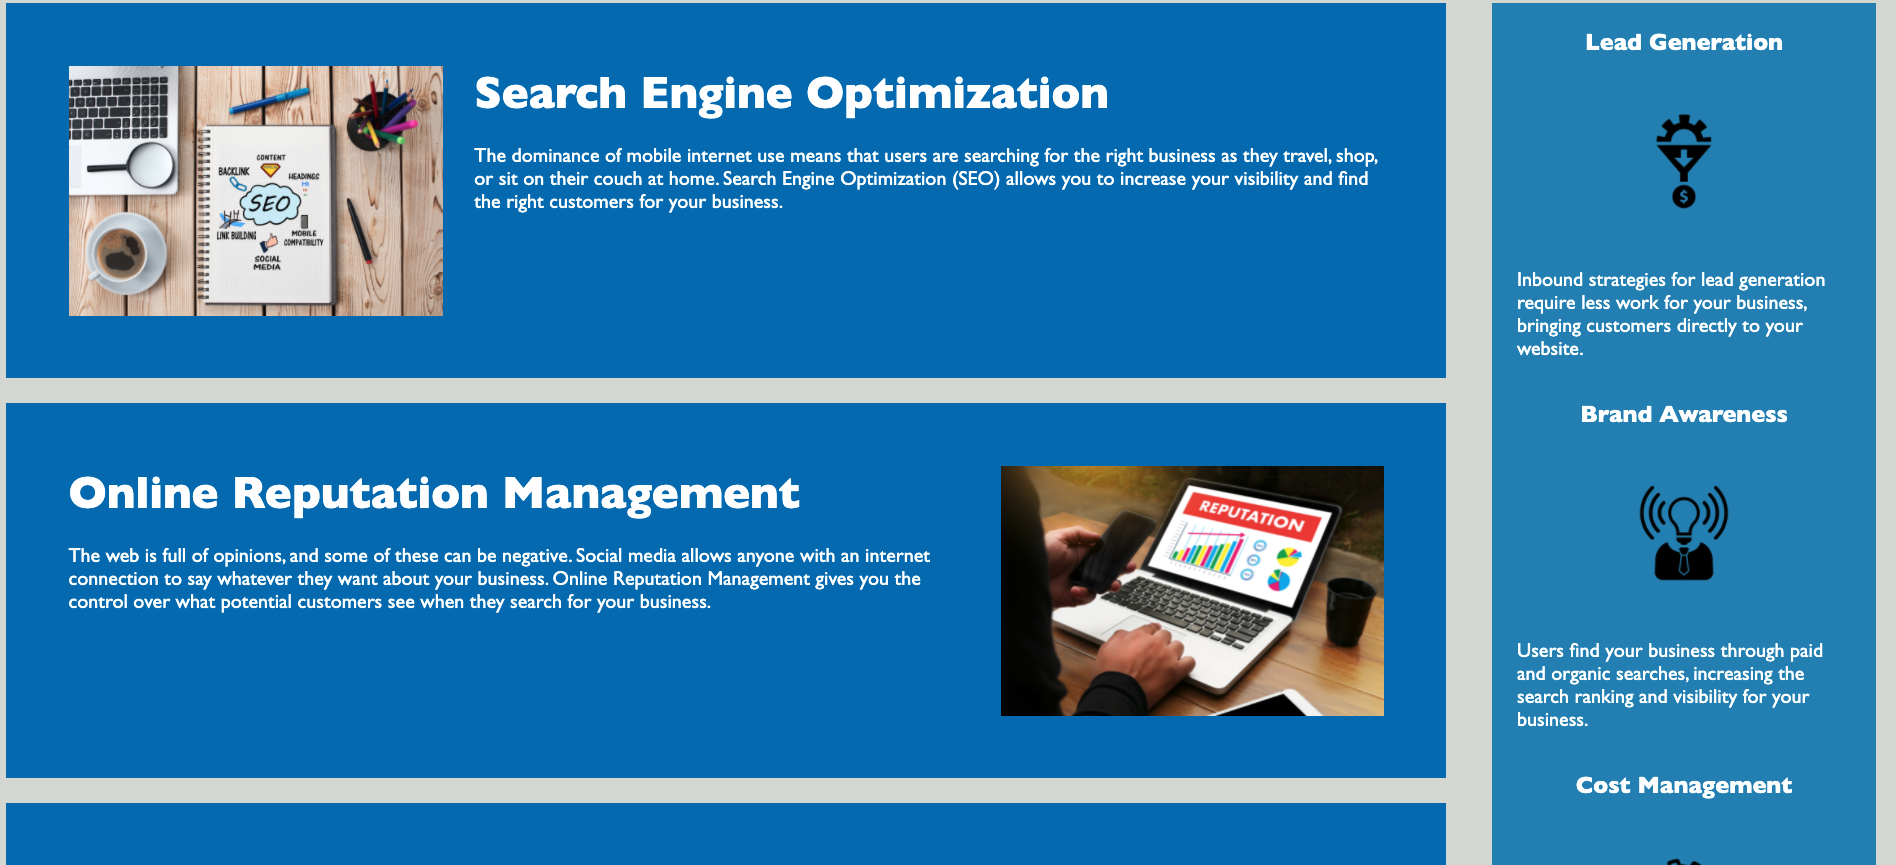 Search Engine Optimization
The dominance of mobile internet use means that users are searching for the right business as they travel, shop,
or sit on their couch at home. Search Engine Optimization (SEO) allows you to increase your visibility and find
the right customers for your business.
CONTENT
BACKLINK
HEADINGS
H1
SEO
LINK BUILDING
MOBILE
COMPATIBILITY
SOCIAL
MEDIA
Online Reputation Management
The web is full of opinions, and some of these can be negative. Social media allows anyone with an internet
connection to say whatever they want about your business. Online Reputation Management gives you the
control over what potential customers see when they search for your business.
REPUTATION
Lead Generation
$
Inbound strategies for lead generation
require less work for your business,
bringing customers directly to your
website.
Brand Awareness
Users find your business through paid
and organic searches, increasing the
search ranking and visibility for your
business.
Cost Management